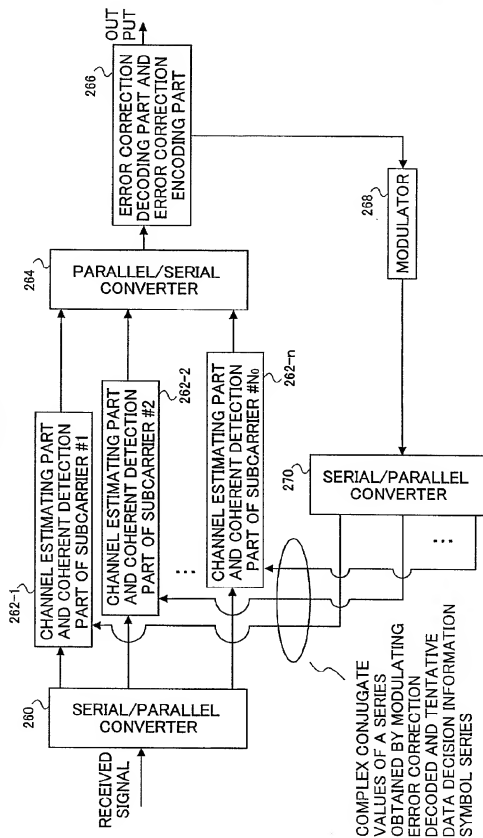 RECEIVED
SIGNAL
260
SERIAL/PARALLEL
CONVERTER
262-1
CHANNEL ESTIMATING PART
AND COHERENT DETECTION
PART OF SUBCARRIER #1
262-2
CHANNEL ESTIMATING PART
AND COHERENT DETECTION
PART OF SUBCARRIER #2
...
262-n
CHANNEL ESTIMATING PART
AND COHERENT DETECTION
PART OF SUBCARRIER #N₀
264
PARALLEL/SERIAL
CONVERTER
266
ERROR CORRECTION
DECODING PART AND
ERROR CORRECTION
ENCODING PART
OUT
PUT
268
MODULATOR
270
SERIAL/PARALLEL
CONVERTER
...
COMPLEX CONJUGATE
VALUES OF A SERIES
OBTAINED BY MODULATING
ERROR CORRECTION
DECODED AND TENTATIVE
DATA DECISION INFORMATION
SYMBOL SERIES